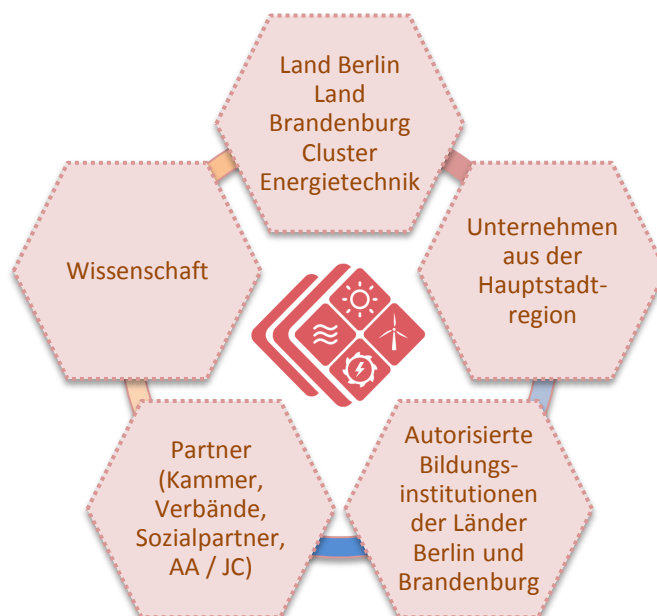 Land Berlin
Land
Brandenburg
Cluster
Energietechnik
Wissenschaft
Unternehmen
aus der
Hauptstadt-
region
Partner
(Kammer,
Verbände,
Sozialpartner,
AA / JC)
Autorisierte
Bildungs-
institutionen
der Länder
Berlin und
Brandenburg